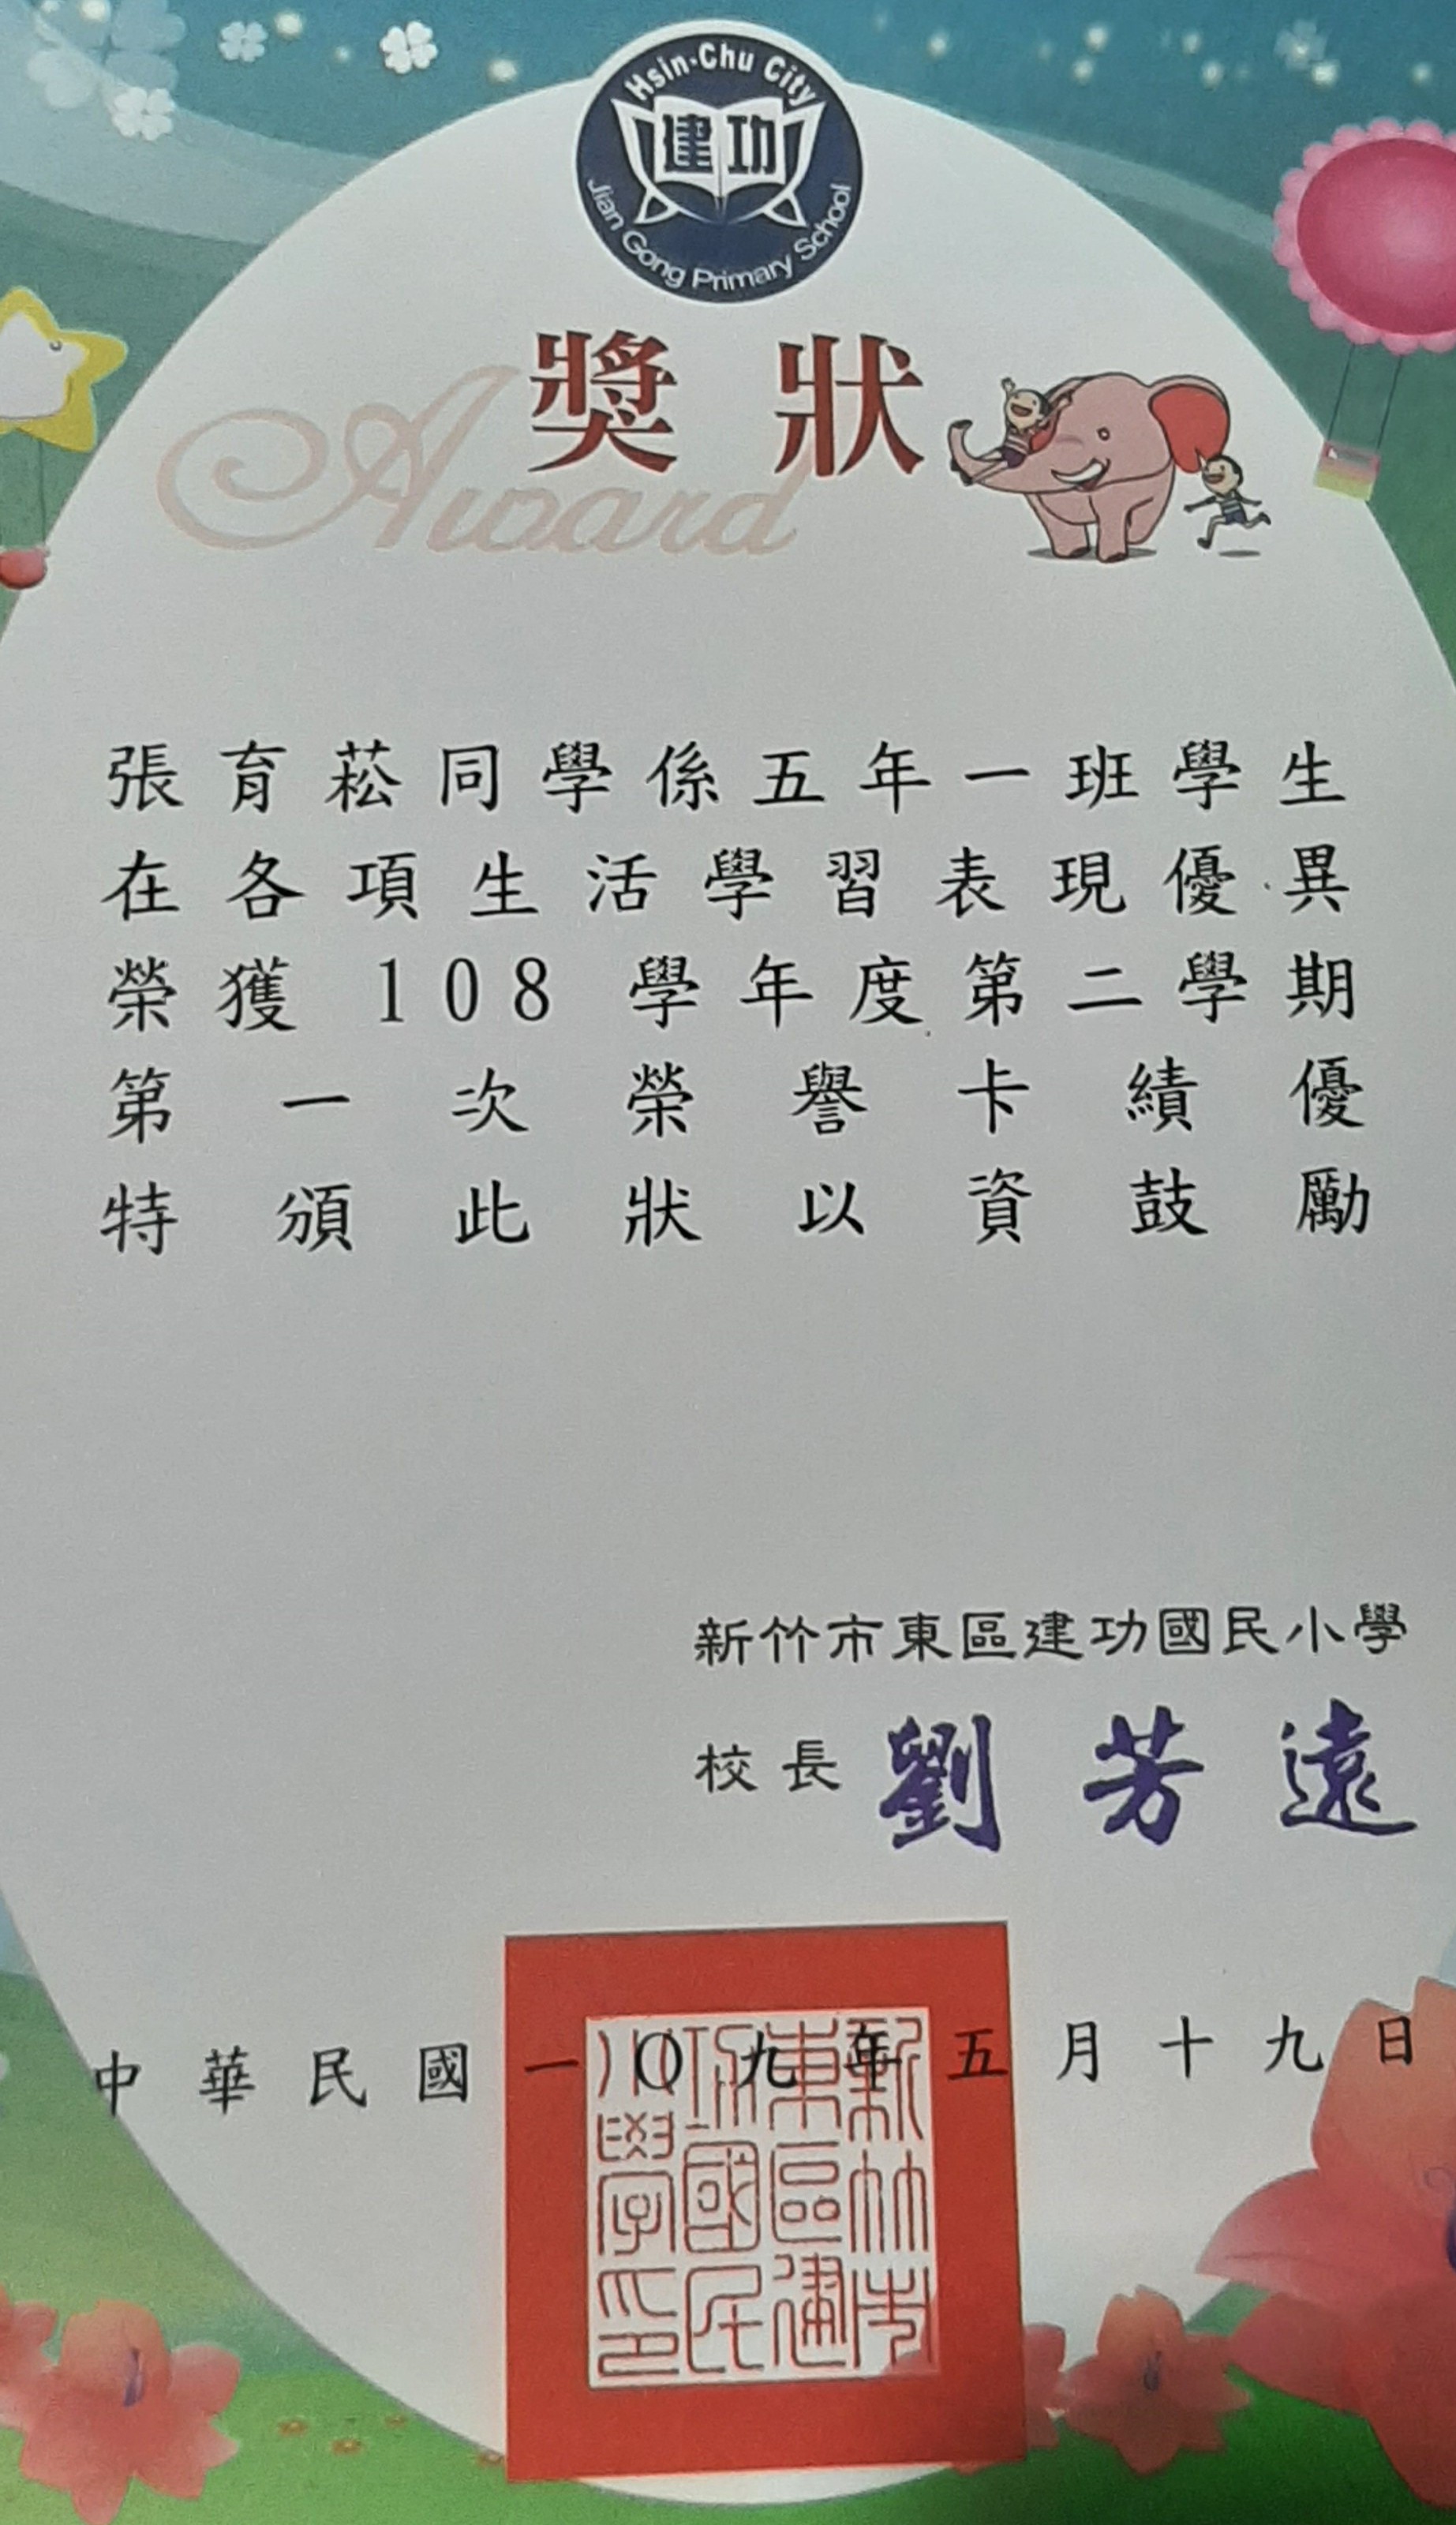 Hsin-Chu City
建功
Jian Gong Primary School
獎狀
Award
張育菘同學係五年一班學生
在各項生活學習表現優異
榮獲108學年度第二學期
第一次榮譽卡績優
特頒此狀以資鼓勵
新竹市東區建功國民小學
校長 劉芳遠
中華民國一〇九年五月十九日
新竹市
東區建
功國民
小學印